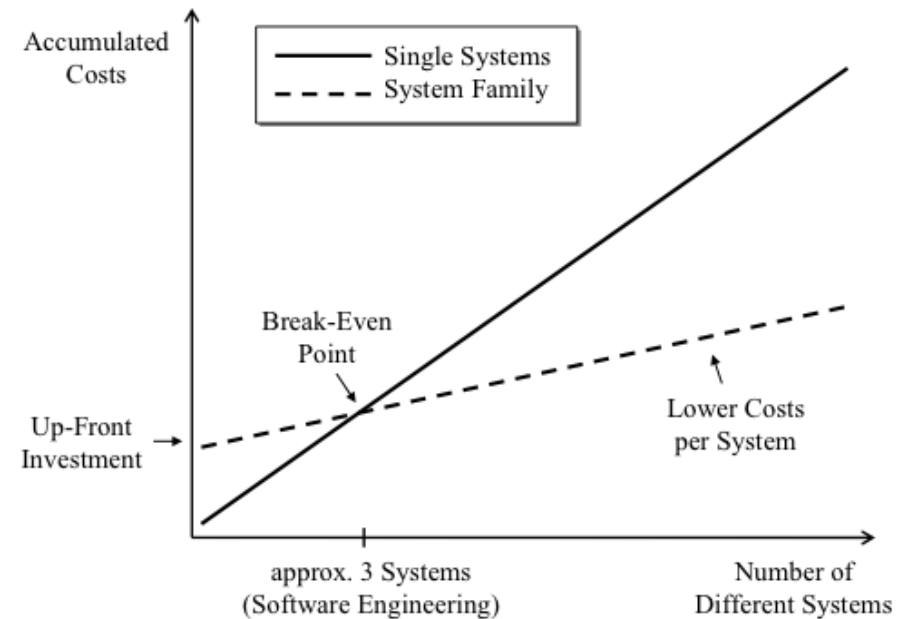 Accumulated
Costs
Single Systems
System Family
Break-Even
Point
Up-Front
Investment
Lower Costs
per System
approx. 3 Systems
(Software Engineering)
Number of
Different Systems